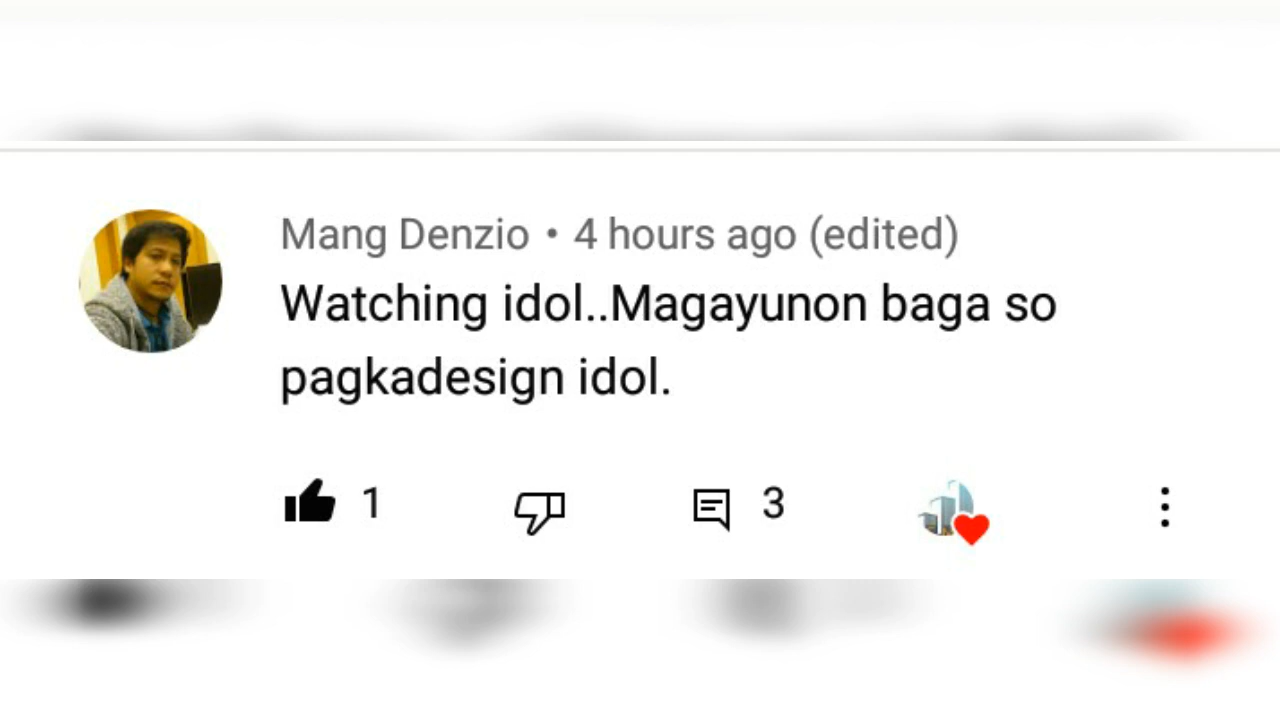 Mang Denzio • 4 hours ago (edited)
Watching idol..Magayunon baga so
pagkadesign idol.
1 3